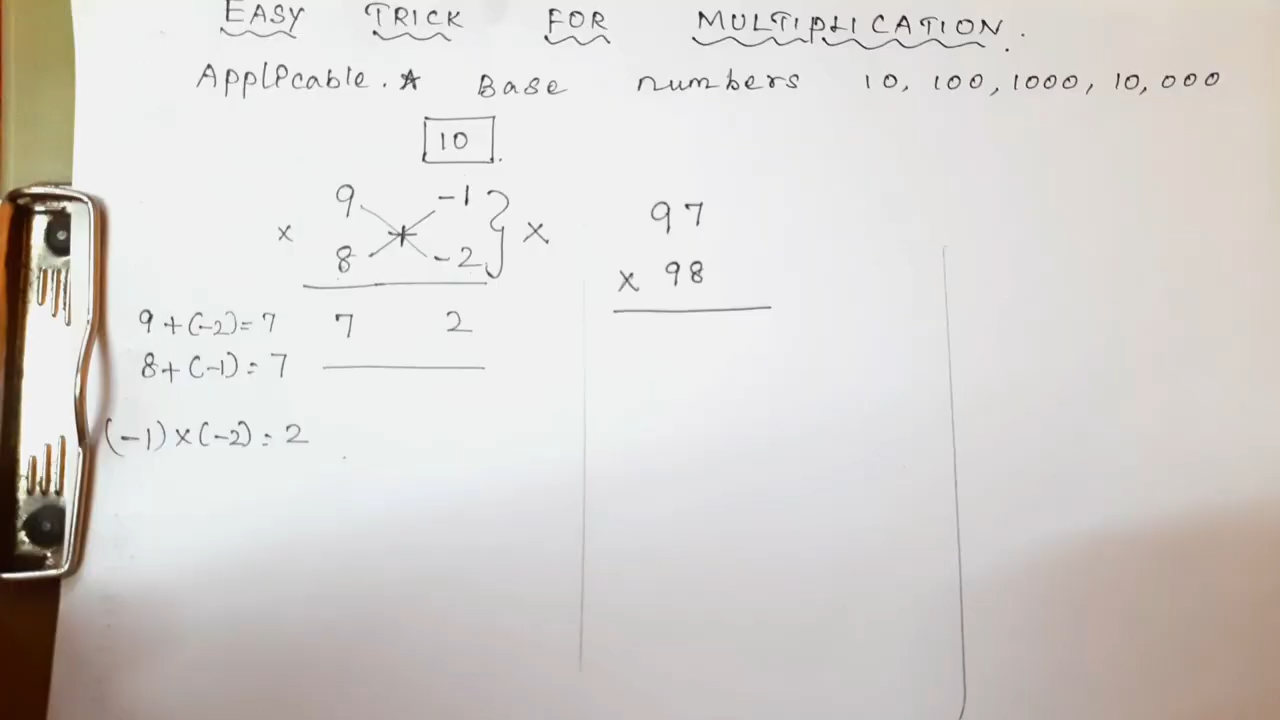 EASY TRICK FOR MULTIPLICATION.
Applicable. * Base numbers 10, 100, 1000, 10,000
10
9 -1
× 8 -2 } ×
9 + (-2) = 7 7 2
8 + (-1) = 7
(-1) × (-2) = 2
97
× 98